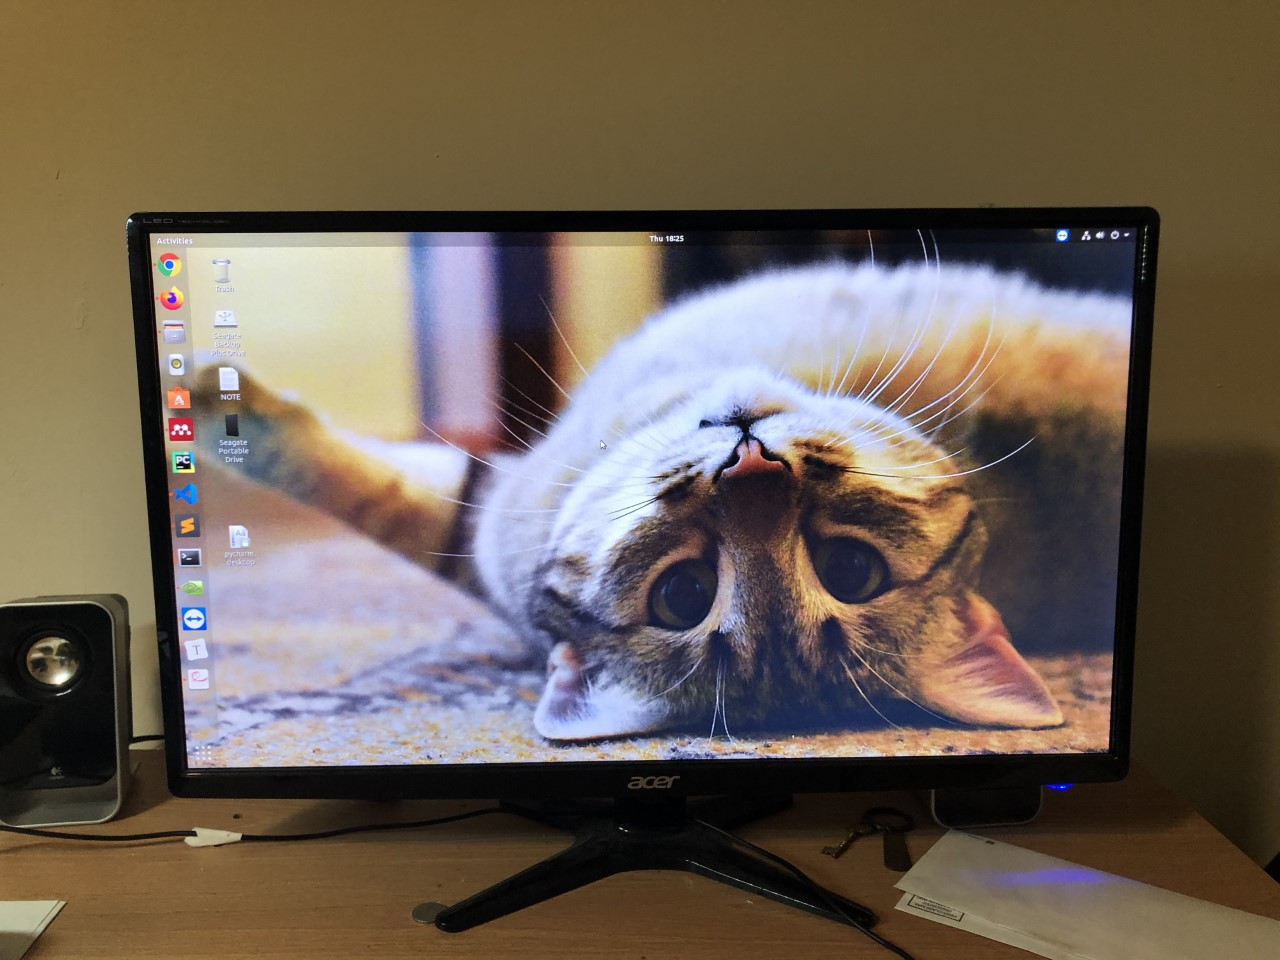 LED
Activities
Thu 18:25
Trash
Seagate
Backup
Plus Drive
NOTE
Seagate
Portable
Drive
PC
T
pycharm.
desktop
acer